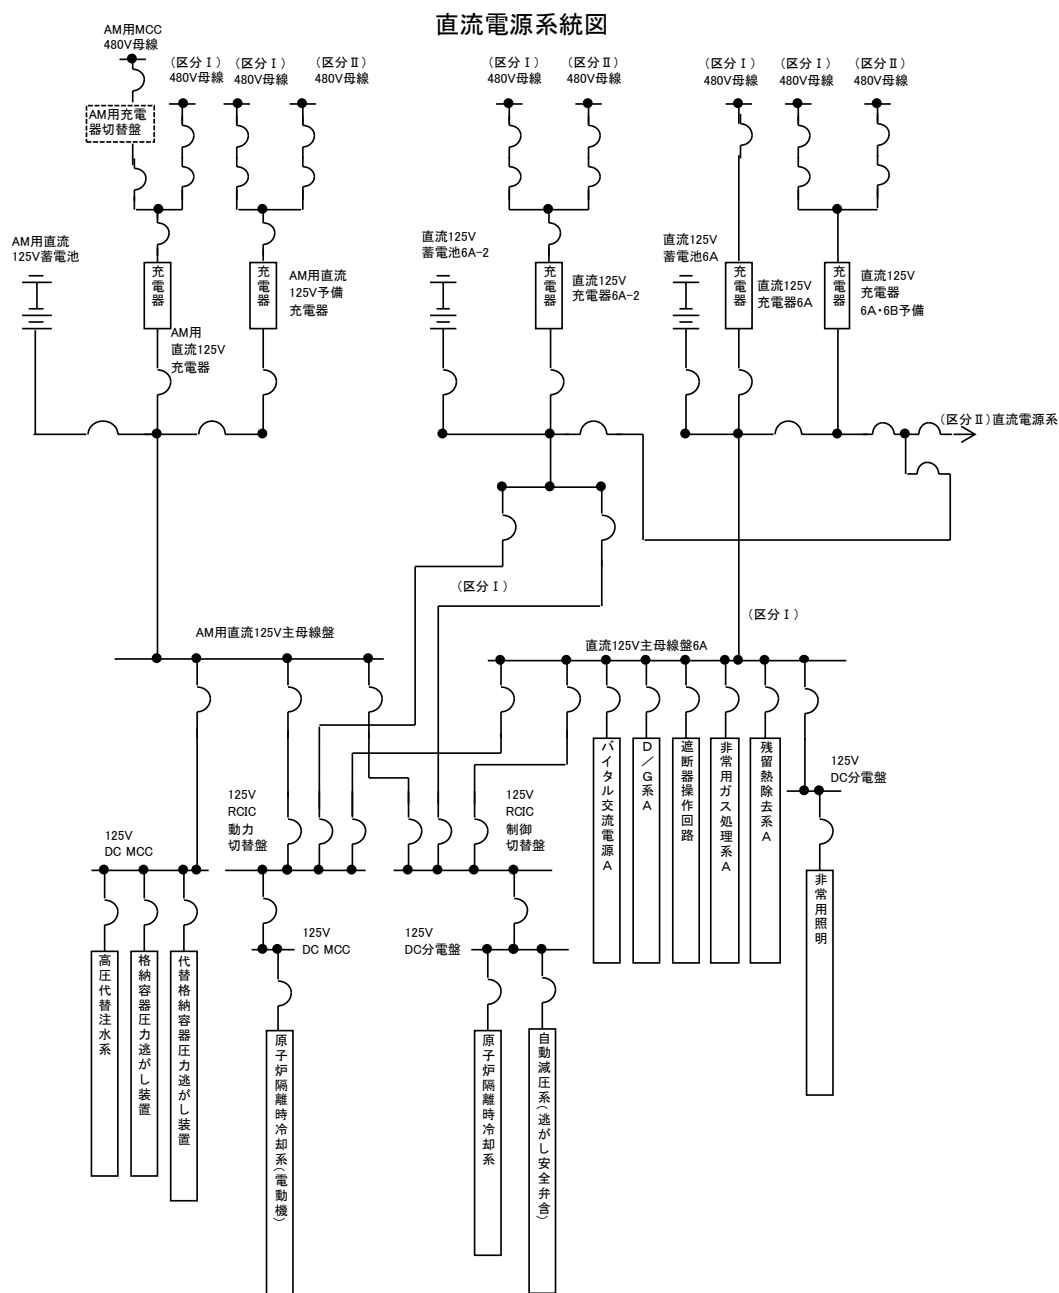 直流電源系統図
AM用MCC
480V母線
(区分Ⅰ)
480V母線
(区分Ⅰ)
480V母線
(区分Ⅱ)
480V母線
(区分Ⅰ)
480V母線
(区分Ⅱ)
480V母線
(区分Ⅰ)
480V母線
(区分Ⅰ)
480V母線
(区分Ⅱ)
480V母線
AM用充電
器切替盤
AM用直流
125V蓄電池
充電器
AM用
直流125V
充電器
充電器
AM用直流
125V予備
充電器
直流125V
蓄電池6A-2
充電器
直流125V
充電器6A-2
直流125V
蓄電池6A
充電器
直流125V
充電器6A
充電器
直流125V
充電器
6A・6B予備
(区分Ⅱ)直流電源系
(区分Ⅰ)
(区分Ⅰ)
AM用直流125V主母線盤
直流125V主母線盤6A
バイタル交流電源A
D/G系A
遮断器操作回路
非常用ガス処理系A
残留熱除去系A
125V
DC分電盤
非常用照明
125V
DC MCC
125V
RCIC
動力
切替盤
125V
RCIC
制御
切替盤
125V
DC MCC
125V
DC分電盤
高圧代替注水系
格納容器圧力逃がし装置
代替格納容器圧力逃がし装置
原子炉隔離時冷却系(電動機)
原子炉隔離時冷却系
自動減圧系(逃がし安全弁含)